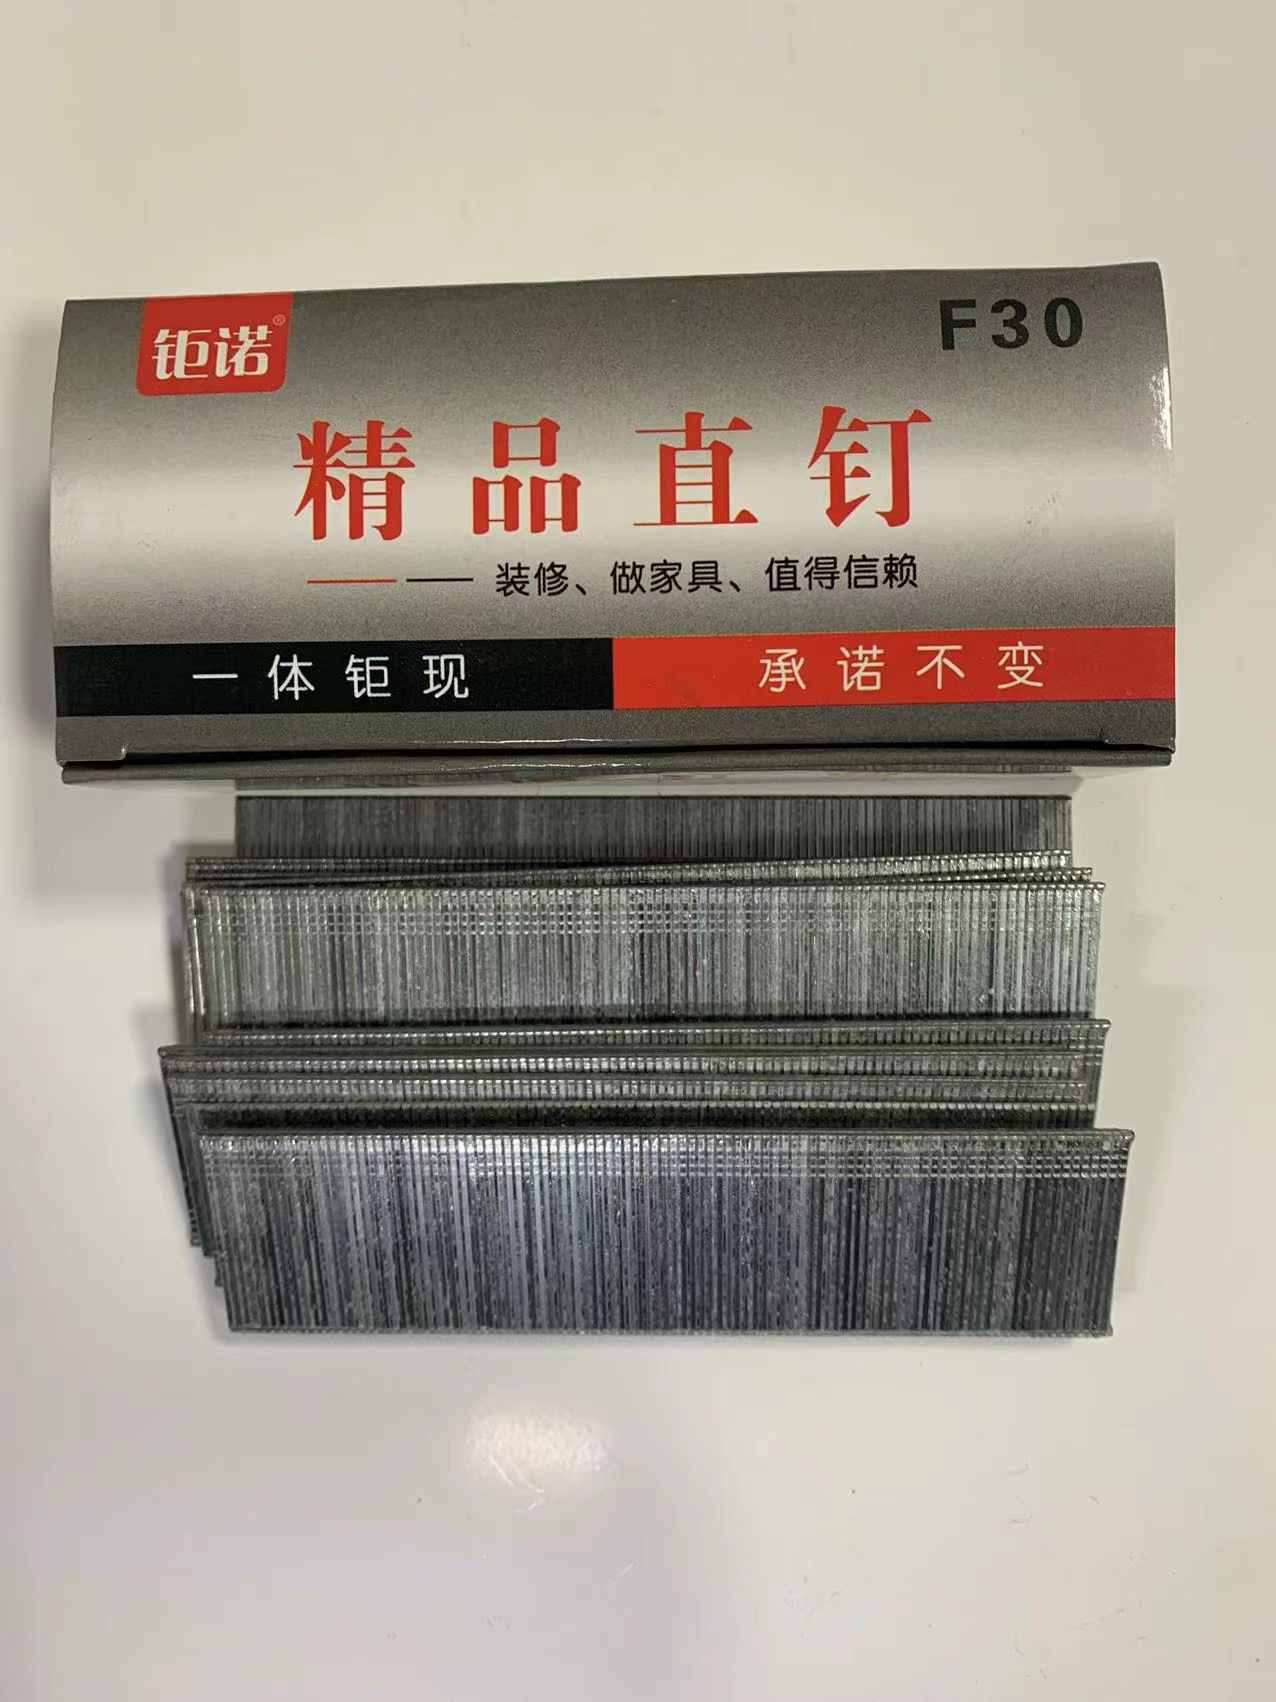 钜诺®
F30
精品直钉
装修、做家具、值得信赖
一体钜现 承诺不变